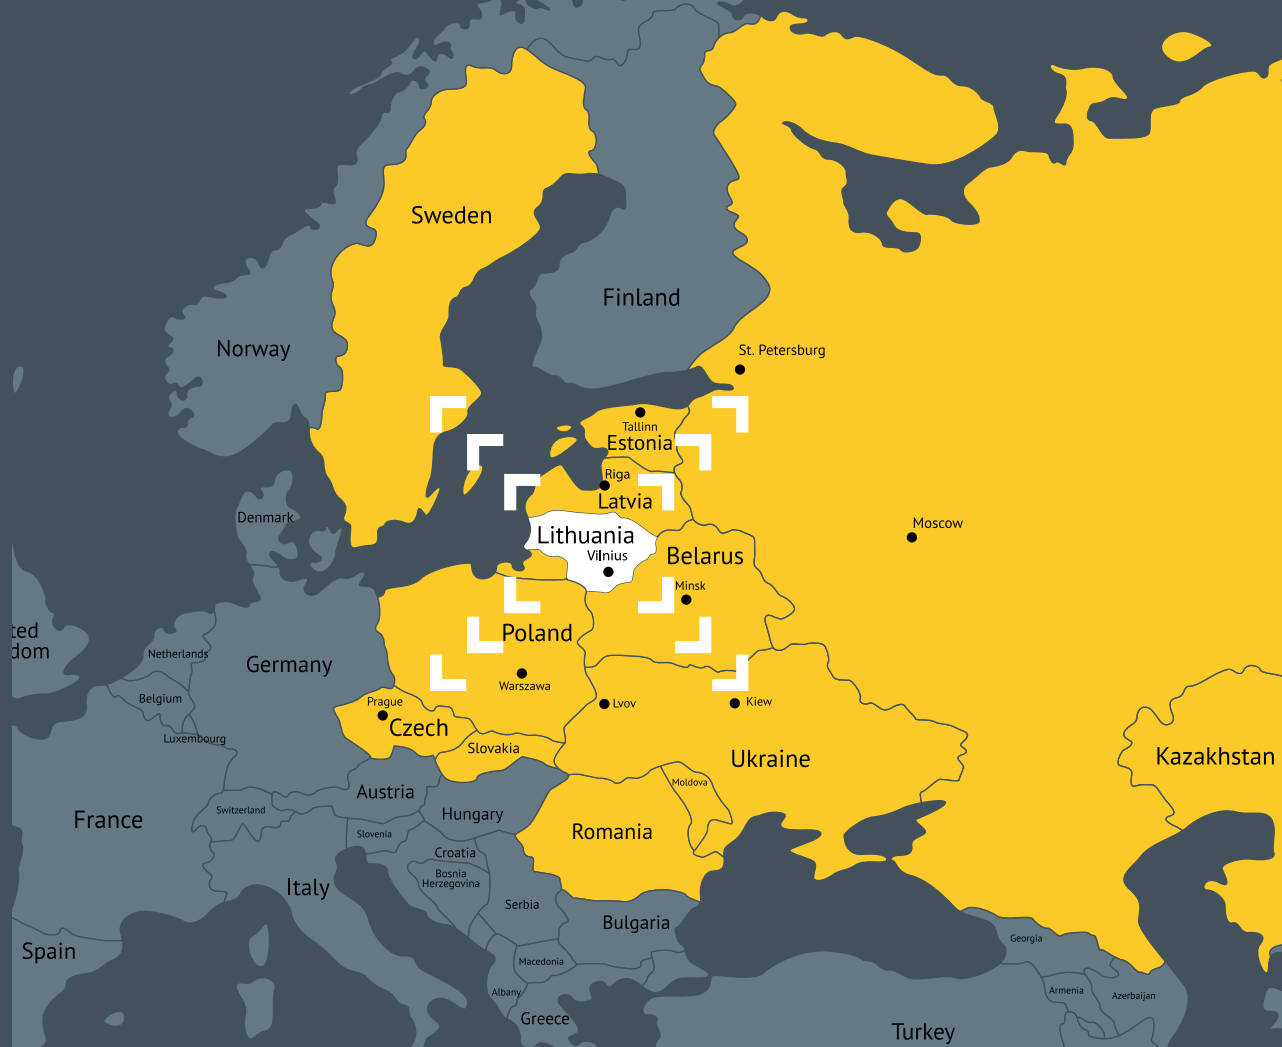 Sweden
Finland
Norway
St. Petersburg
Tallinn
Estonia
Riga
Latvia
Denmark
Lithuania
Vilnius
Moscow
Belarus
Minsk
ted
dom
Poland
Netherlands
Germany
Warszawa
Belgium
Prague
Lvov
Kiew
Czech
Luxembourg
Slovakia
Ukraine
Kazakhstan
Moldova
Austria
Switzerland
Hungary
France
Romania
Slovenia
Croatia
Bosnia
Herzegovina
Italy
Serbia
Bulgaria
Georgia
Spain
Macedonia
Albany
Armenia
Azerbaijan
Greece
Turkey